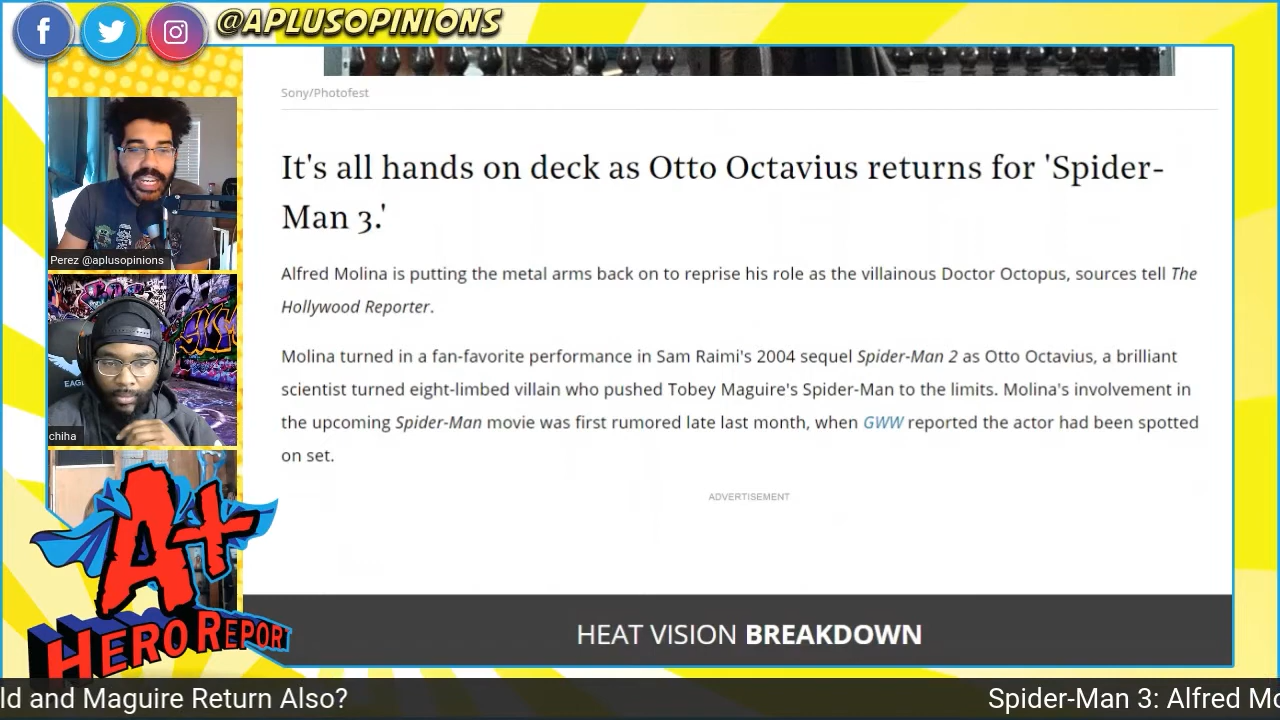 @APLUSOPINIONS
Sony/Photofest
It's all hands on deck as Otto Octavius returns for 'Spider-
Man 3.'
Alfred Molina is putting the metal arms back on to reprise his role as the villainous Doctor Octopus, sources tell The
Hollywood Reporter.
Molina turned in a fan-favorite performance in Sam Raimi's 2004 sequel Spider-Man 2 as Otto Octavius, a brilliant
scientist turned eight-limbed villain who pushed Tobey Maguire's Spider-Man to the limits. Molina's involvement in
the upcoming Spider-Man movie was first rumored late last month, when GWW reported the actor had been spotted
on set.
ADVERTISEMENT
HEAT VISION BREAKDOWN
Perez @aplusopinions
EAGL
chiha
A+
HERO REPORT
ld and Maguire Return Also?
Spider-Man 3: Alfred Mo